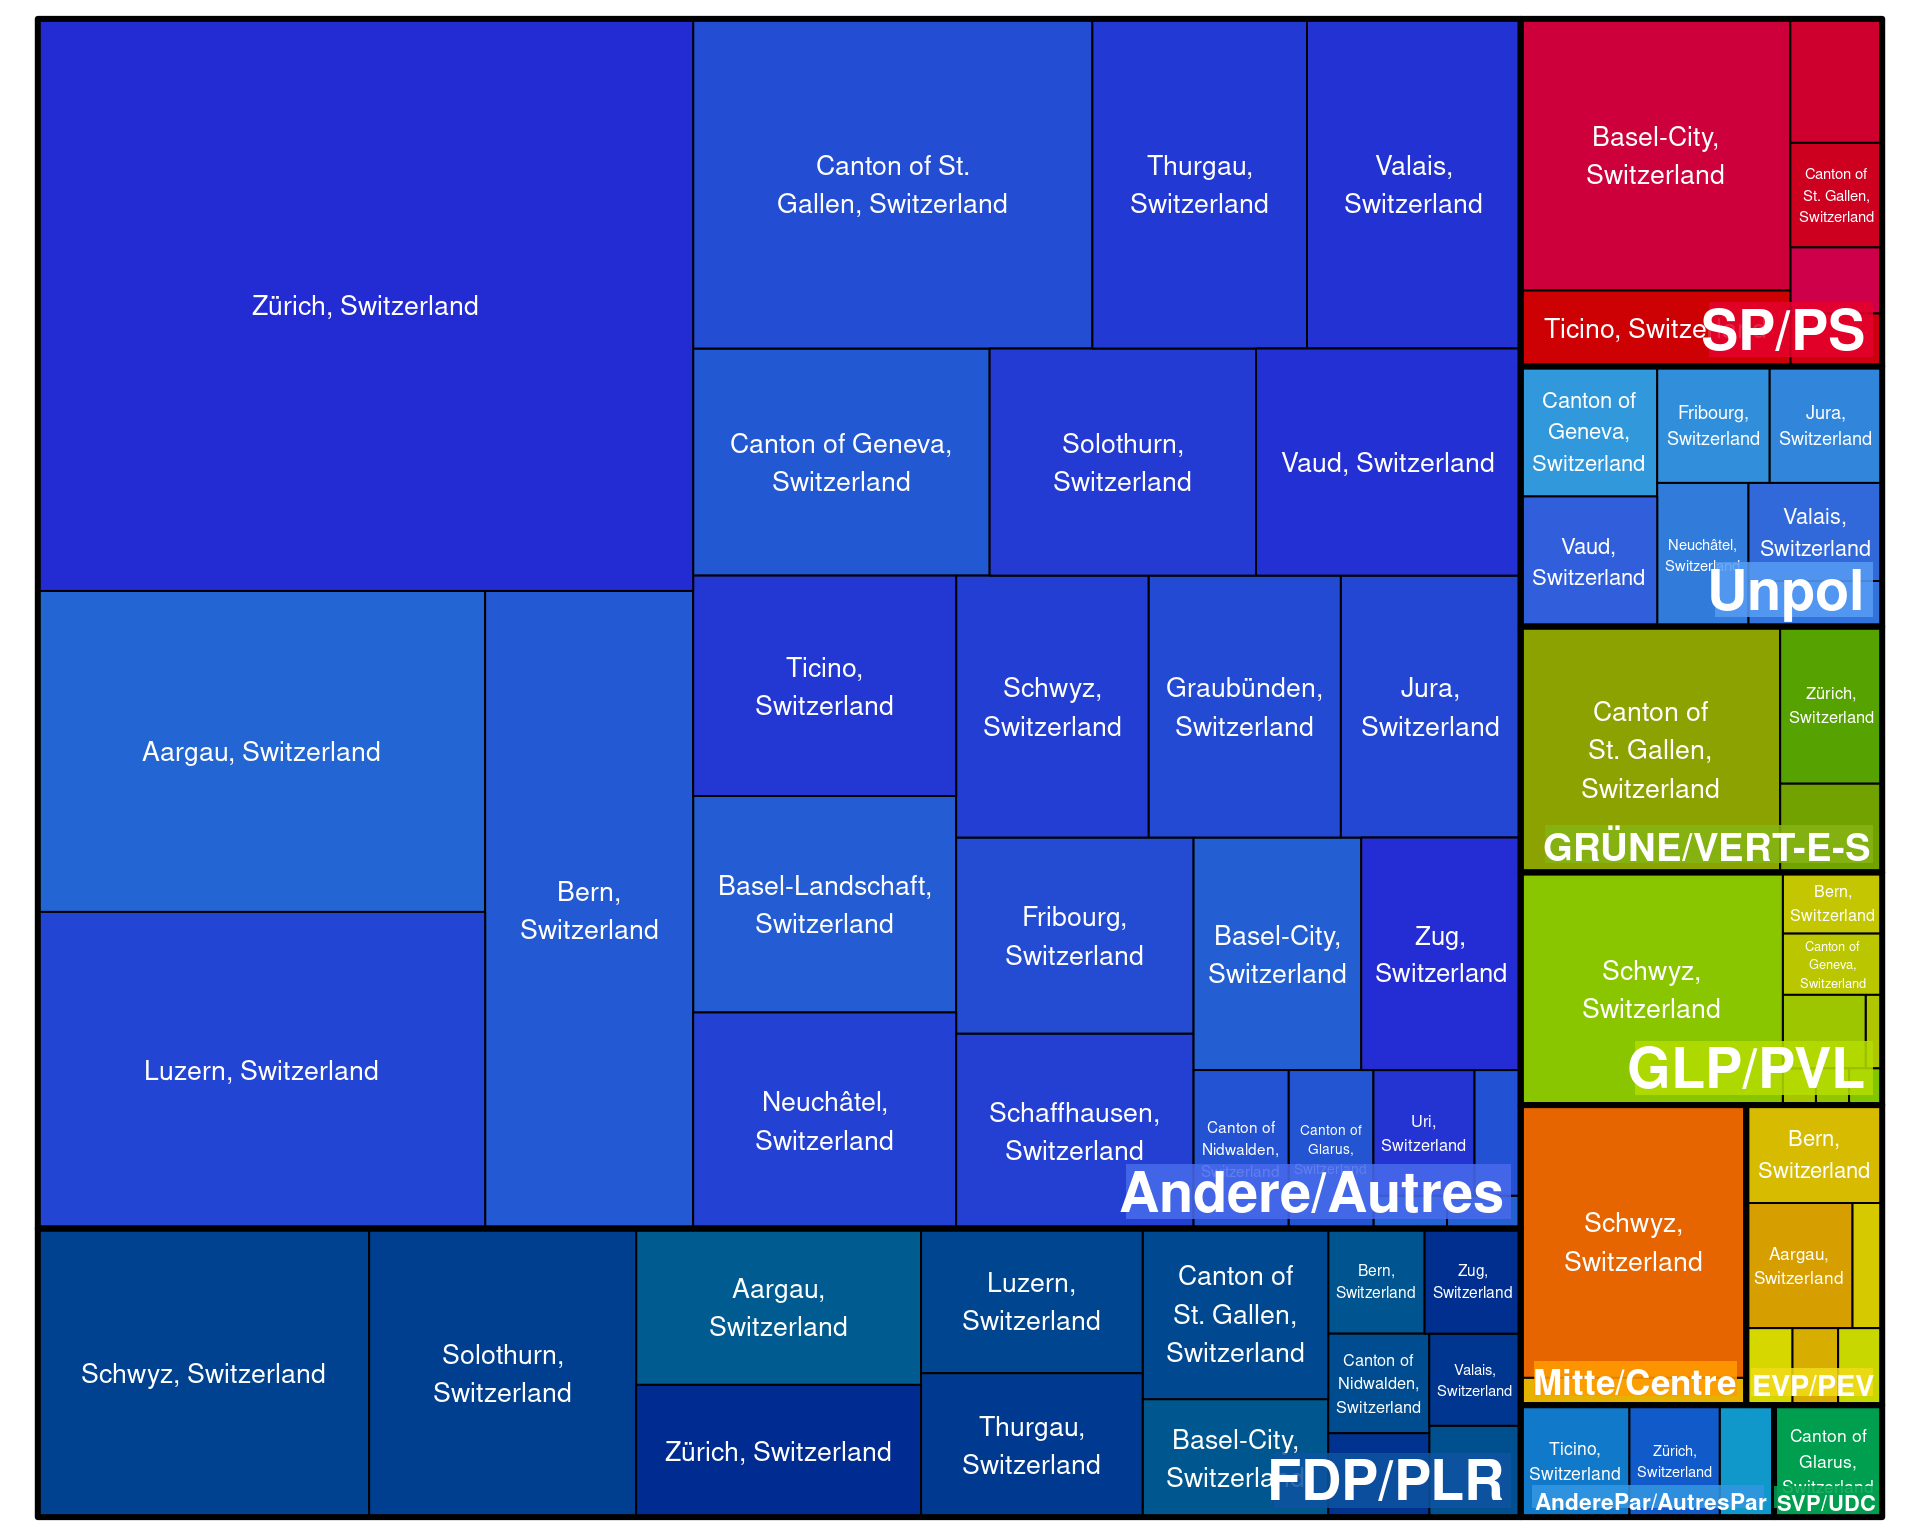 Zürich, Switzerland
Canton of St.
Gallen, Switzerland
Thurgau,
Switzerland
Valais,
Switzerland
Canton of Geneva,
Switzerland
Solothurn,
Switzerland
Vaud, Switzerland
Aargau, Switzerland
Bern,
Switzerland
Luzern, Switzerland
Ticino,
Switzerland
Schwyz,
Switzerland
Graubünden,
Switzerland
Jura,
Switzerland
Basel-Landschaft,
Switzerland
Fribourg,
Switzerland
Basel-City,
Switzerland
Zug,
Switzerland
Neuchâtel,
Switzerland
Schaffhausen,
Switzerland
Canton of
Nidwalden,
Switzerland
Canton of
Glarus,
Switzerland
Uri,
Switzerland
Andere/Autres
Schwyz, Switzerland
Solothurn,
Switzerland
Aargau,
Switzerland
Zürich, Switzerland
Luzern,
Switzerland
Thurgau,
Switzerland
Canton of
St. Gallen,
Switzerland
Basel-City,
Switzerland
Bern,
Switzerland
Zug,
Switzerland
Canton of
Nidwalden,
Switzerland
Valais,
Switzerland
FDP/PLR
Basel-City,
Switzerland
Canton of
St. Gallen,
Switzerland
Ticino, Switzerland
SP/PS
Canton of
Geneva,
Switzerland
Fribourg,
Switzerland
Jura,
Switzerland
Vaud,
Switzerland
Neuchâtel,
Switzerland
Valais,
Switzerland
Unpol
Canton of
St. Gallen,
Switzerland
Zürich,
Switzerland
GRÜNE/VERT-E-S
Schwyz,
Switzerland
Bern,
Switzerland
Canton of
Geneva,
Switzerland
GLP/PVL
Schwyz,
Switzerland
Mitte/Centre
Bern,
Switzerland
Aargau,
Switzerland
EVP/PEV
Ticino,
Switzerland
Zürich,
Switzerland
AnderePar/AutresPar
Canton of
Glarus,
Switzerland
SVP/UDC